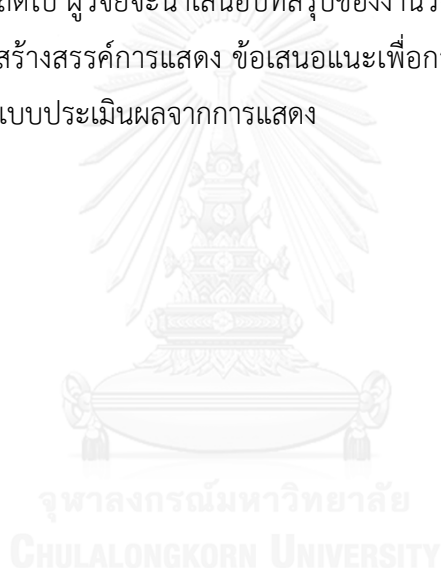 ผู้วิจัยจะนำเสนอบทสรุปของงาน
สร้างสรรค์การแสดง ข้อเสนอแนะเพื่อ
แบบประเมินผลจากการแสดง
จุฬาลงกรณ์มหาวิทยาลัย
CHULALONGKORN UNIVERSITY